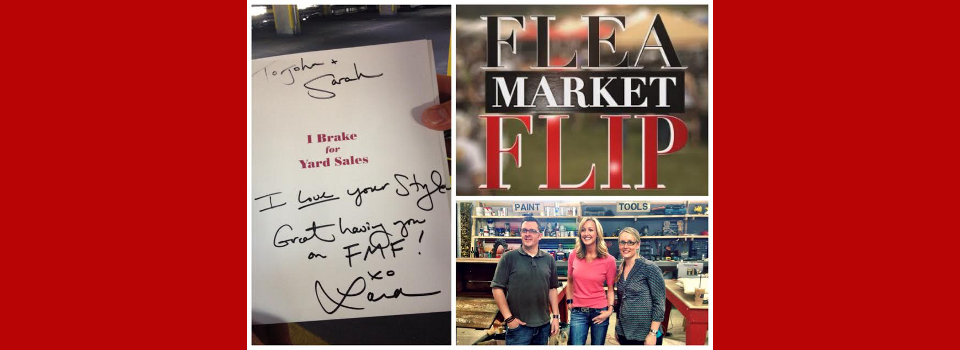 To John +
Sarah
I Brake
for
Yard Sales
I Love your Style
Great having you
on FMF!
xo
Lara
FLEA
MARKET
FLIP
PAINT
TOOLS